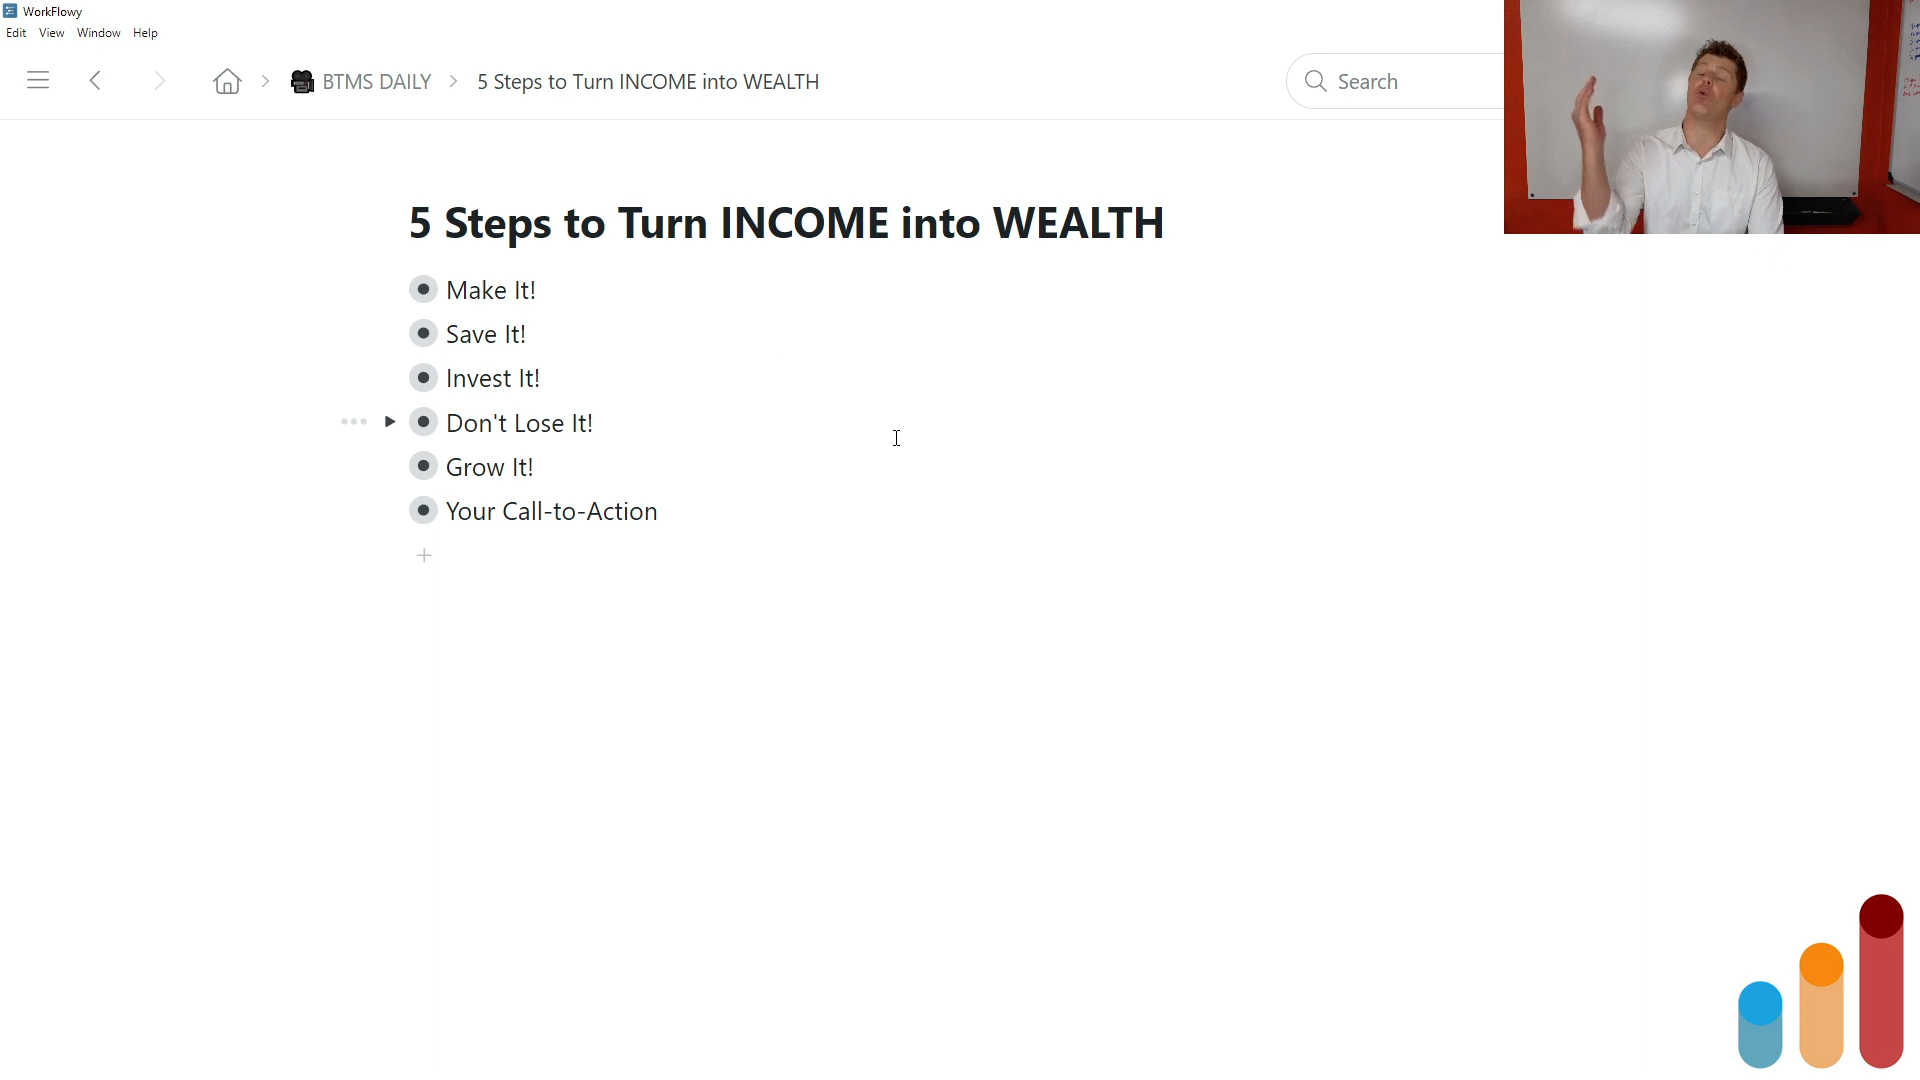 WorkFlowy
Edit View Window Help
BTMS DAILY 5 Steps to Turn INCOME into WEALTH
Search
5 Steps to Turn INCOME into WEALTH
Make It!
Save It!
Invest It!
Don't Lose It!
Grow It!
Your Call-to-Action